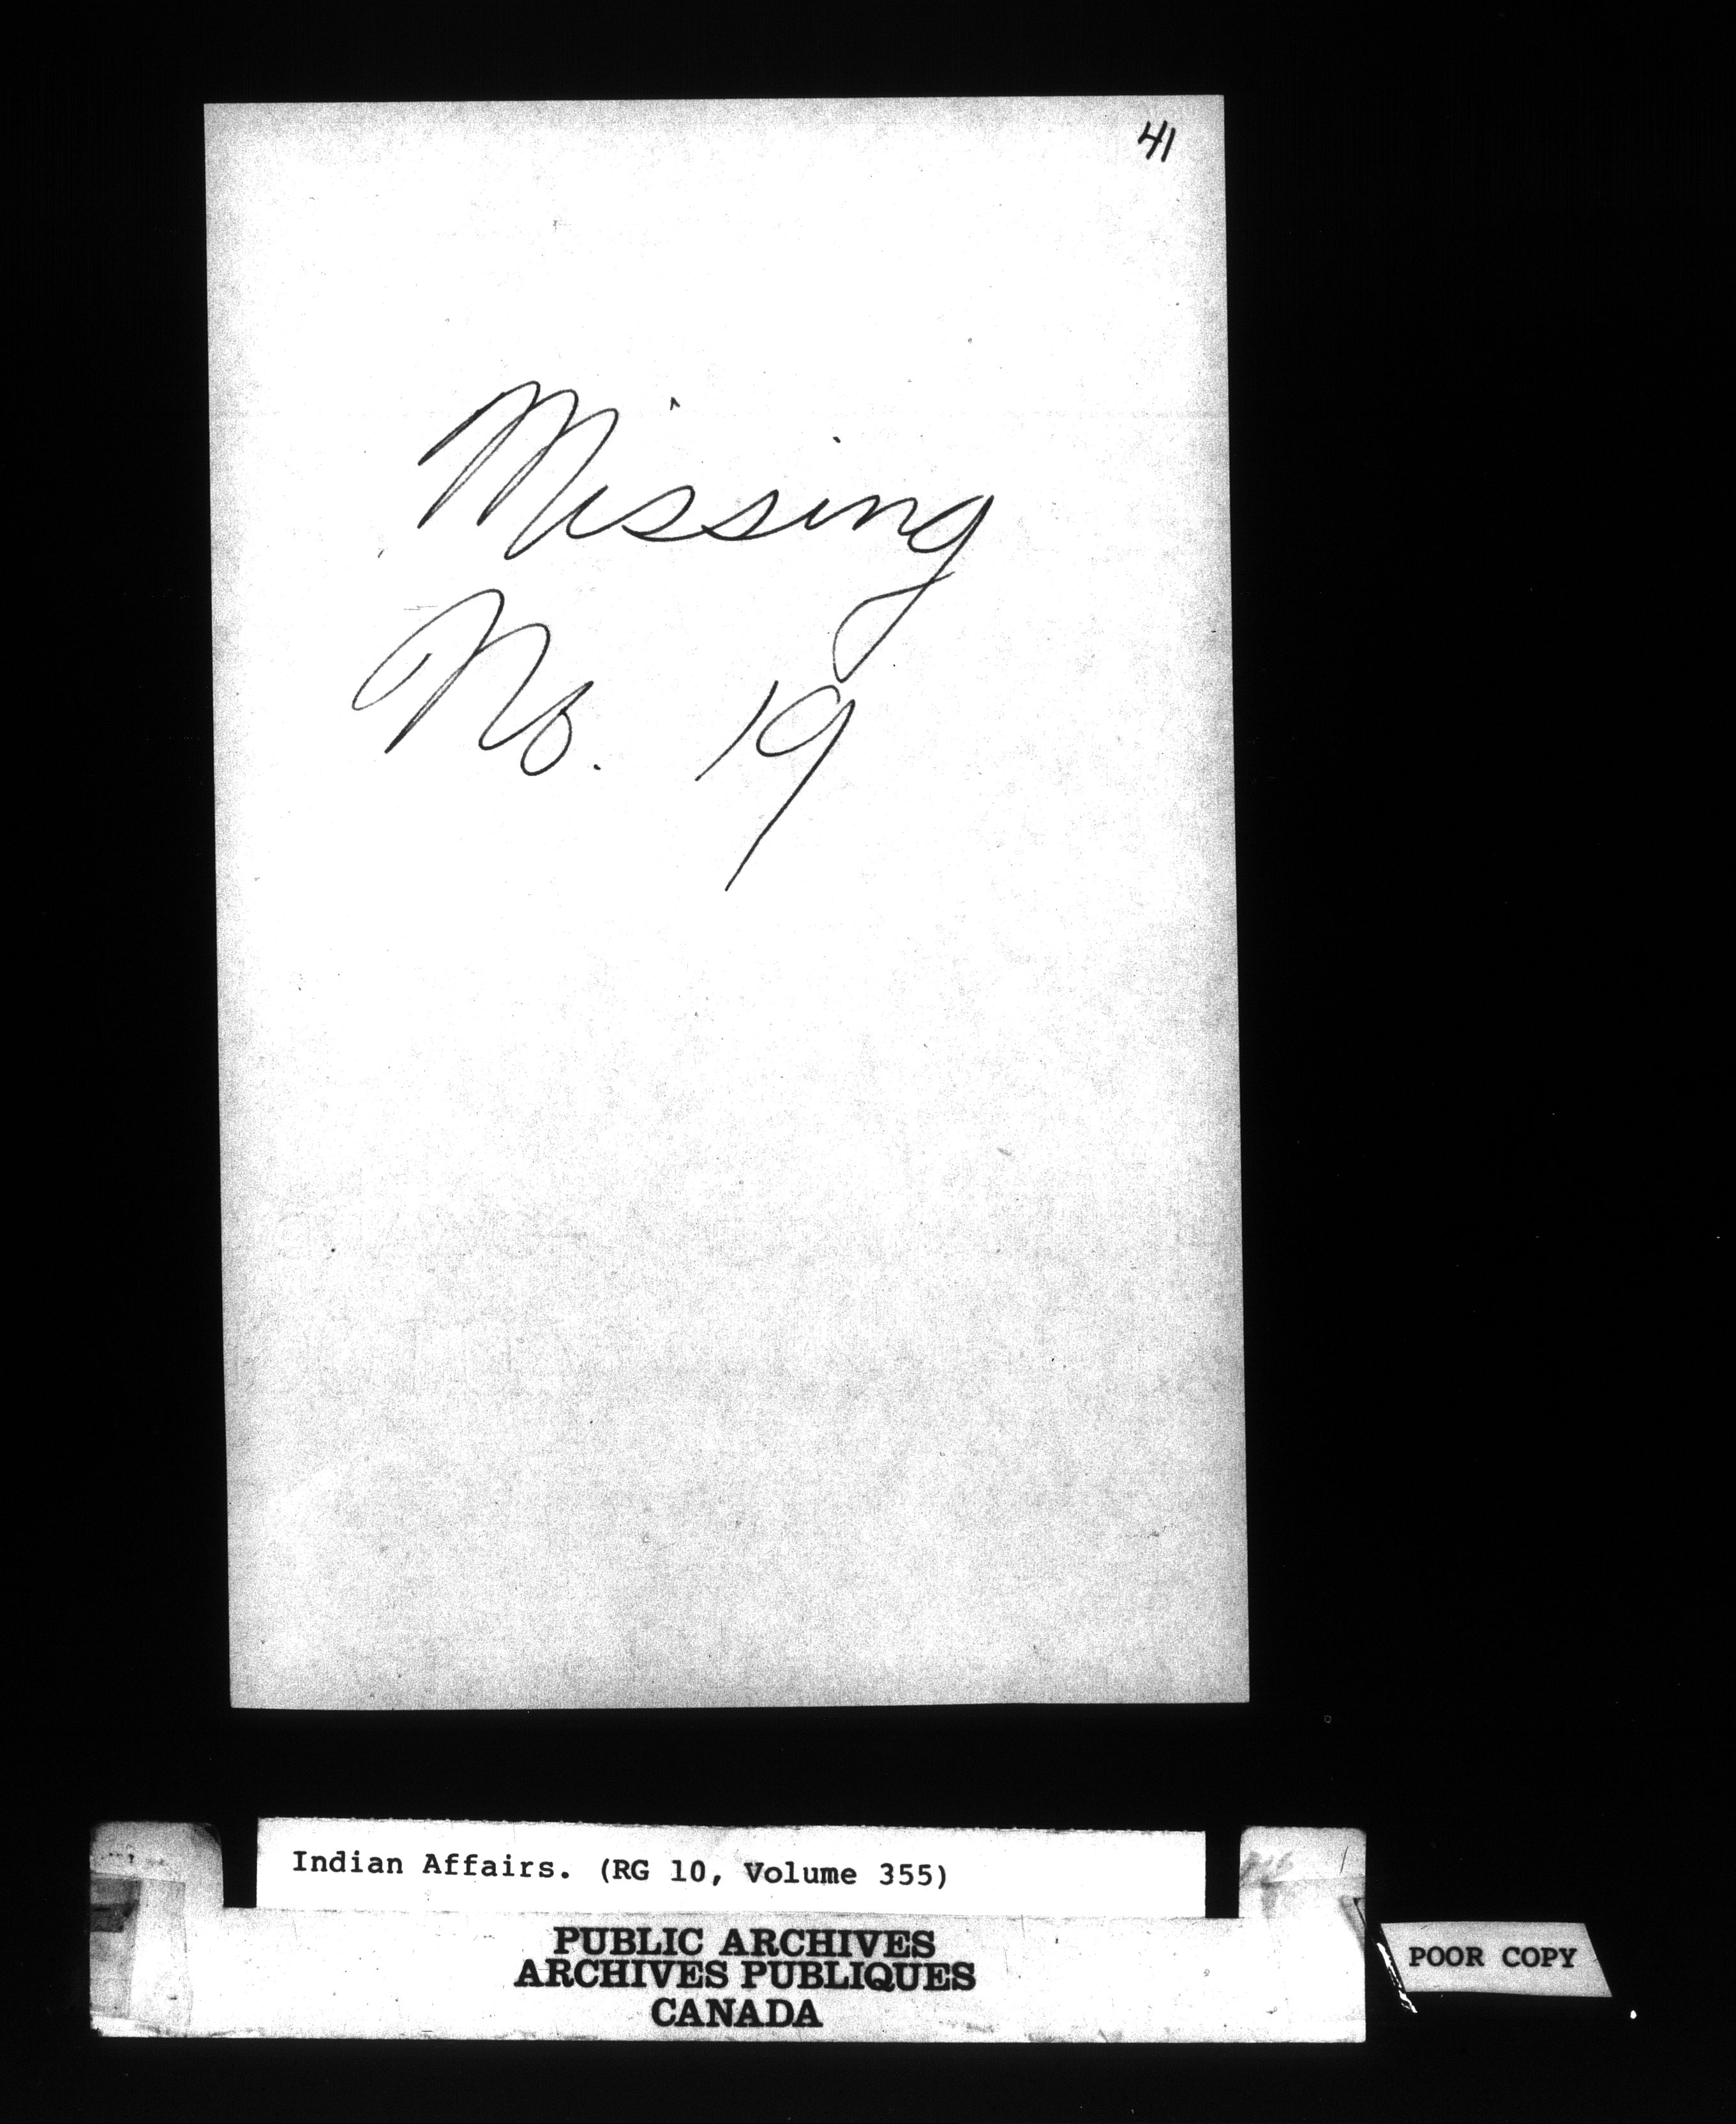 41
Missing
No. 19
Indian Affairs. (RG 10, Volume 355)
PUBLIC ARCHIVES
ARCHIVES PUBLIQUES
CANADA
POOR COPY